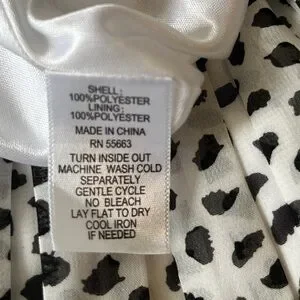 SHELL:
100%POLYESTER
LINING:
100%POLYESTER
MADE IN CHINA
RN 55663
TURN INSIDE OUT
MACHINE WASH COLD
SEPARATELY
GENTLE CYCLE
NO BLEACH
LAY FLAT TO DRY
COOL IRON
IF NEEDED